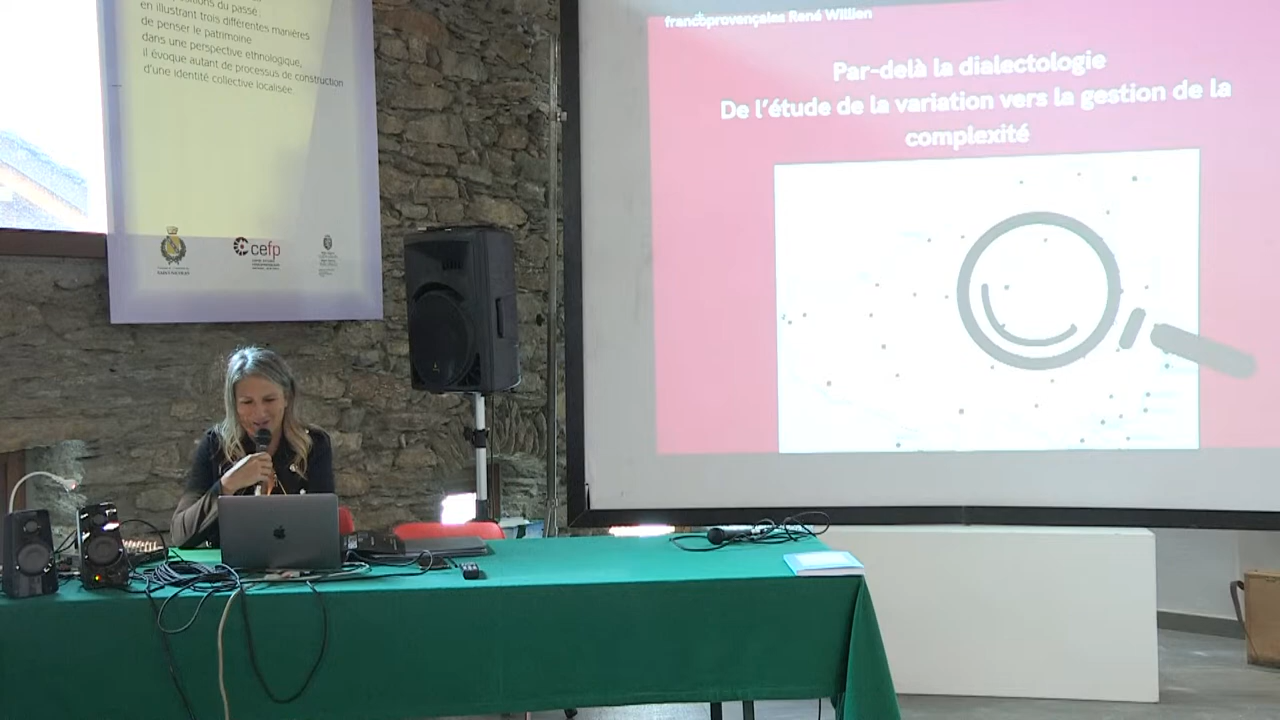 du passé.
en illustrant trois différentes manières
de penser le patrimoine
dans une perspective ethnologique,
il évoque autant de processus de construction
d'une identité collective localisée.
cefp
francoprovençales René Willien
Par-delà la dialectologie
De l'étude de la variation vers la gestion de la
complexité